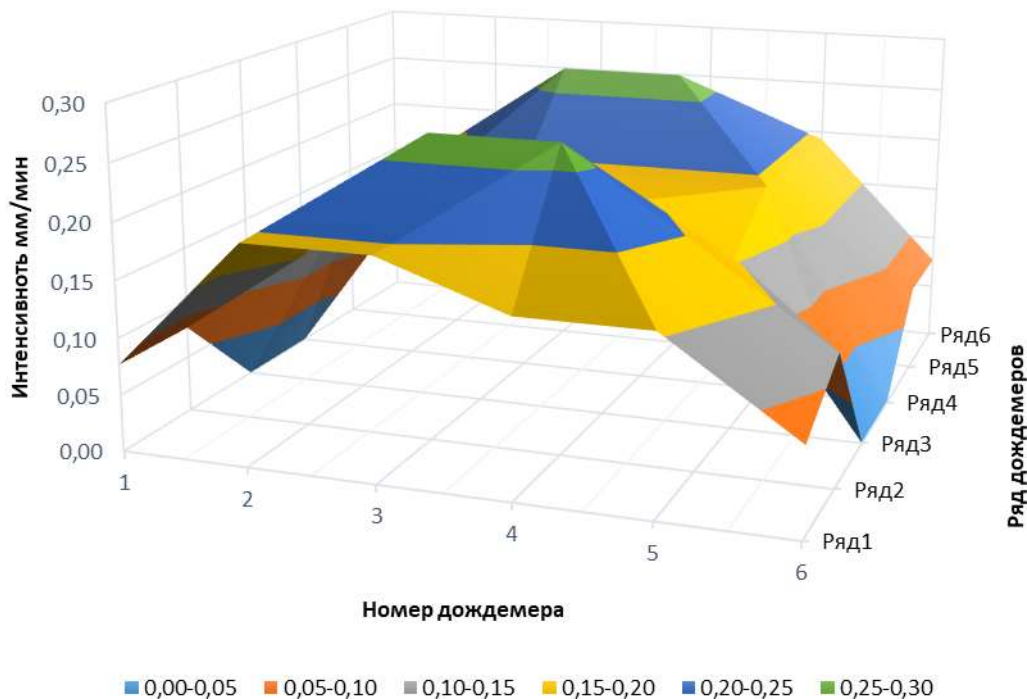 0,30
0,25
0,20
0,15
0,10
0,05
0,00
Интенсивноть мм/мин
1
2
3
4
5
6
Номер дождемера
Ряд6
Ряд5
Ряд4
Ряд3
Ряд2
Ряд1
Ряд дождемеров
0,00-0,05 0,05-0,10 0,10-0,15 0,15-0,20 0,20-0,25 0,25-0,30